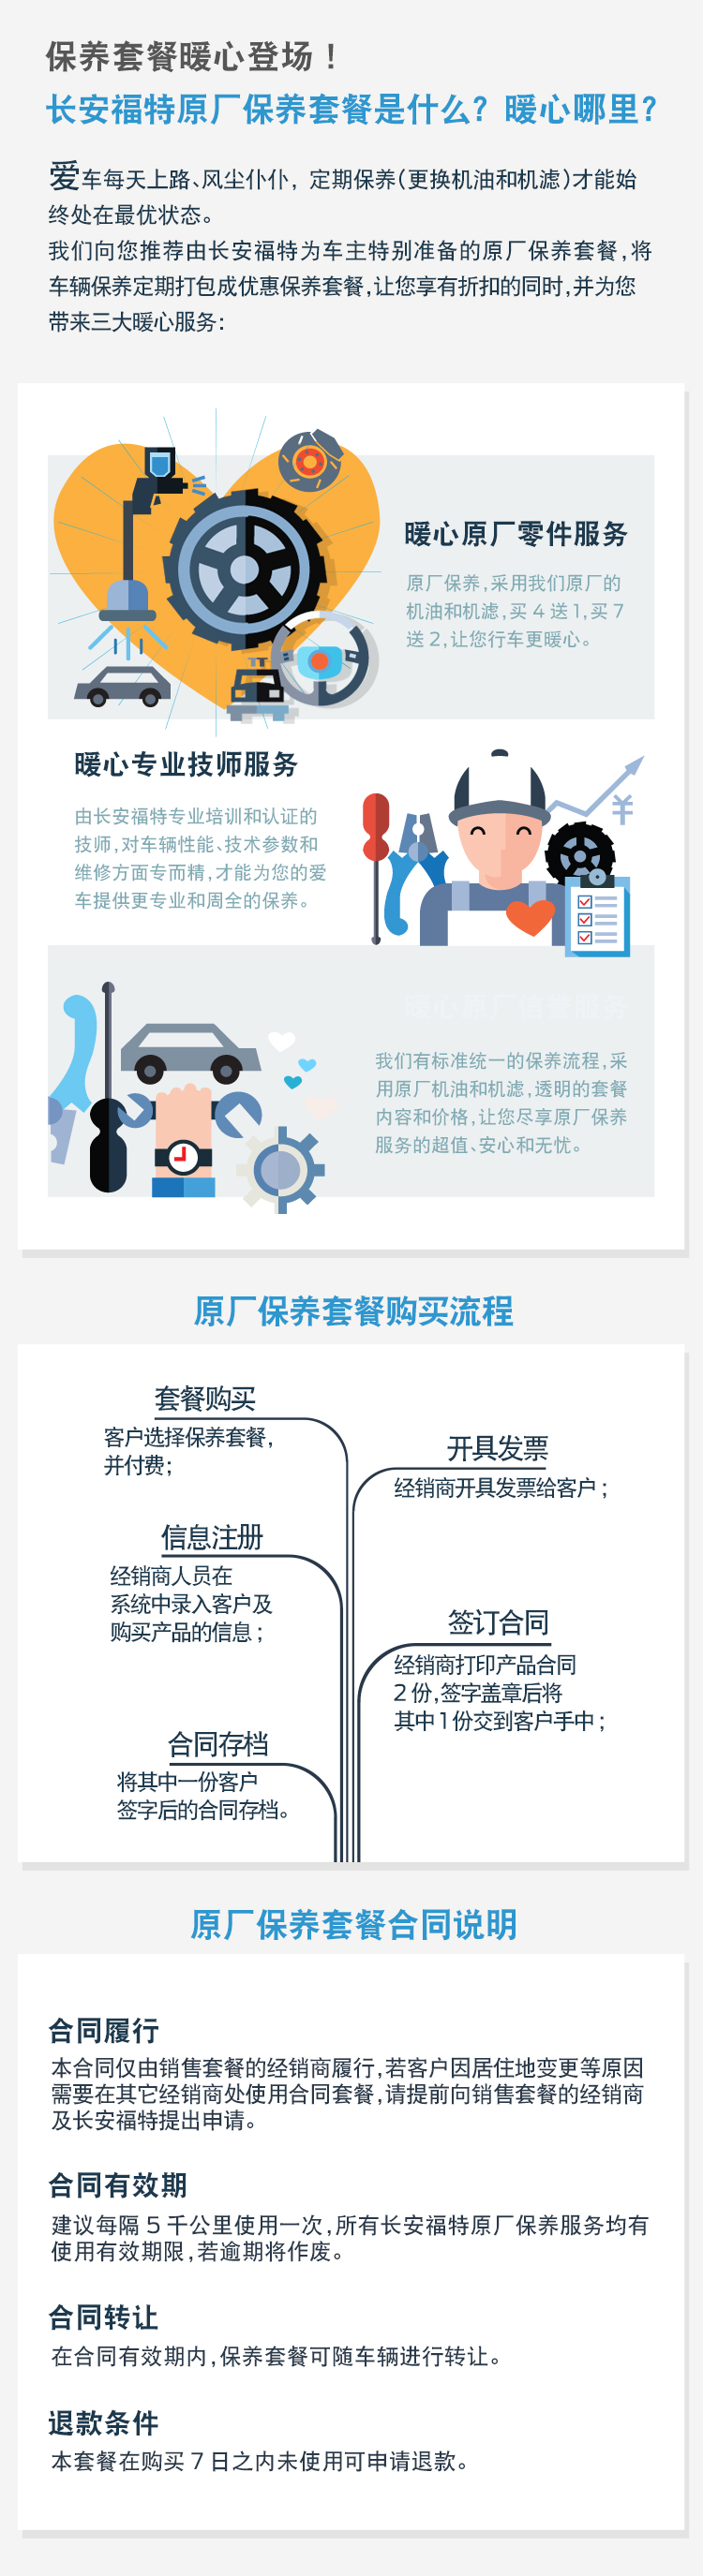 保养套餐暖心登场！
长安福特原厂保养套餐是什么？暖心哪里？
爱车每天上路、风尘仆仆，定期保养（更换机油和机滤）才能始
终处在最优状态。
我们向您推荐由长安福特为车主特别准备的原厂保养套餐，将
车辆保养定期打包成优惠保养套餐，让您享有折扣的同时，并为您
带来三大暖心服务：
暖心原厂零件服务
原厂保养，采用我们原厂的
机油和机滤，买 4 送 1，买 7
送 2，让您行车更暖心。
暖心专业技师服务
由长安福特专业培训和认证的
技师，对车辆性能、技术参数和
维修方面专而精，才能为您的爱
车提供更专业和周全的保养。
¥
暖心原厂信誉服务
我们有标准统一的保养流程，采
用原厂机油和机滤，透明的套餐
内容和价格，让您尽享原厂保养
服务的超值、安心和无忧。
原厂保养套餐购买流程
套餐购买
客户选择保养套餐，
并付费；
开具发票
经销商开具发票给客户；
信息注册
经销商人员在
系统中录入客户及
购买产品的信息；
签订合同
经销商打印产品合同
2 份，签字盖章后将
其中 1 份交到客户手中；
合同存档
将其中一份客户
签字后的合同存档。
原厂保养套餐合同说明
合同履行
本合同仅由销售套餐的经销商履行，若客户因居住地变更等原因
需要在其它经销商处使用合同套餐，请提前向销售套餐的经销商
及长安福特提出申请。
合同有效期
建议每隔 5 千公里使用一次，所有长安福特原厂保养服务均有
使用有效期限，若逾期将作废。
合同转让
在合同有效期内，保养套餐可随车辆进行转让。
退款条件
本套餐在购买 7 日之内未使用可申请退款。